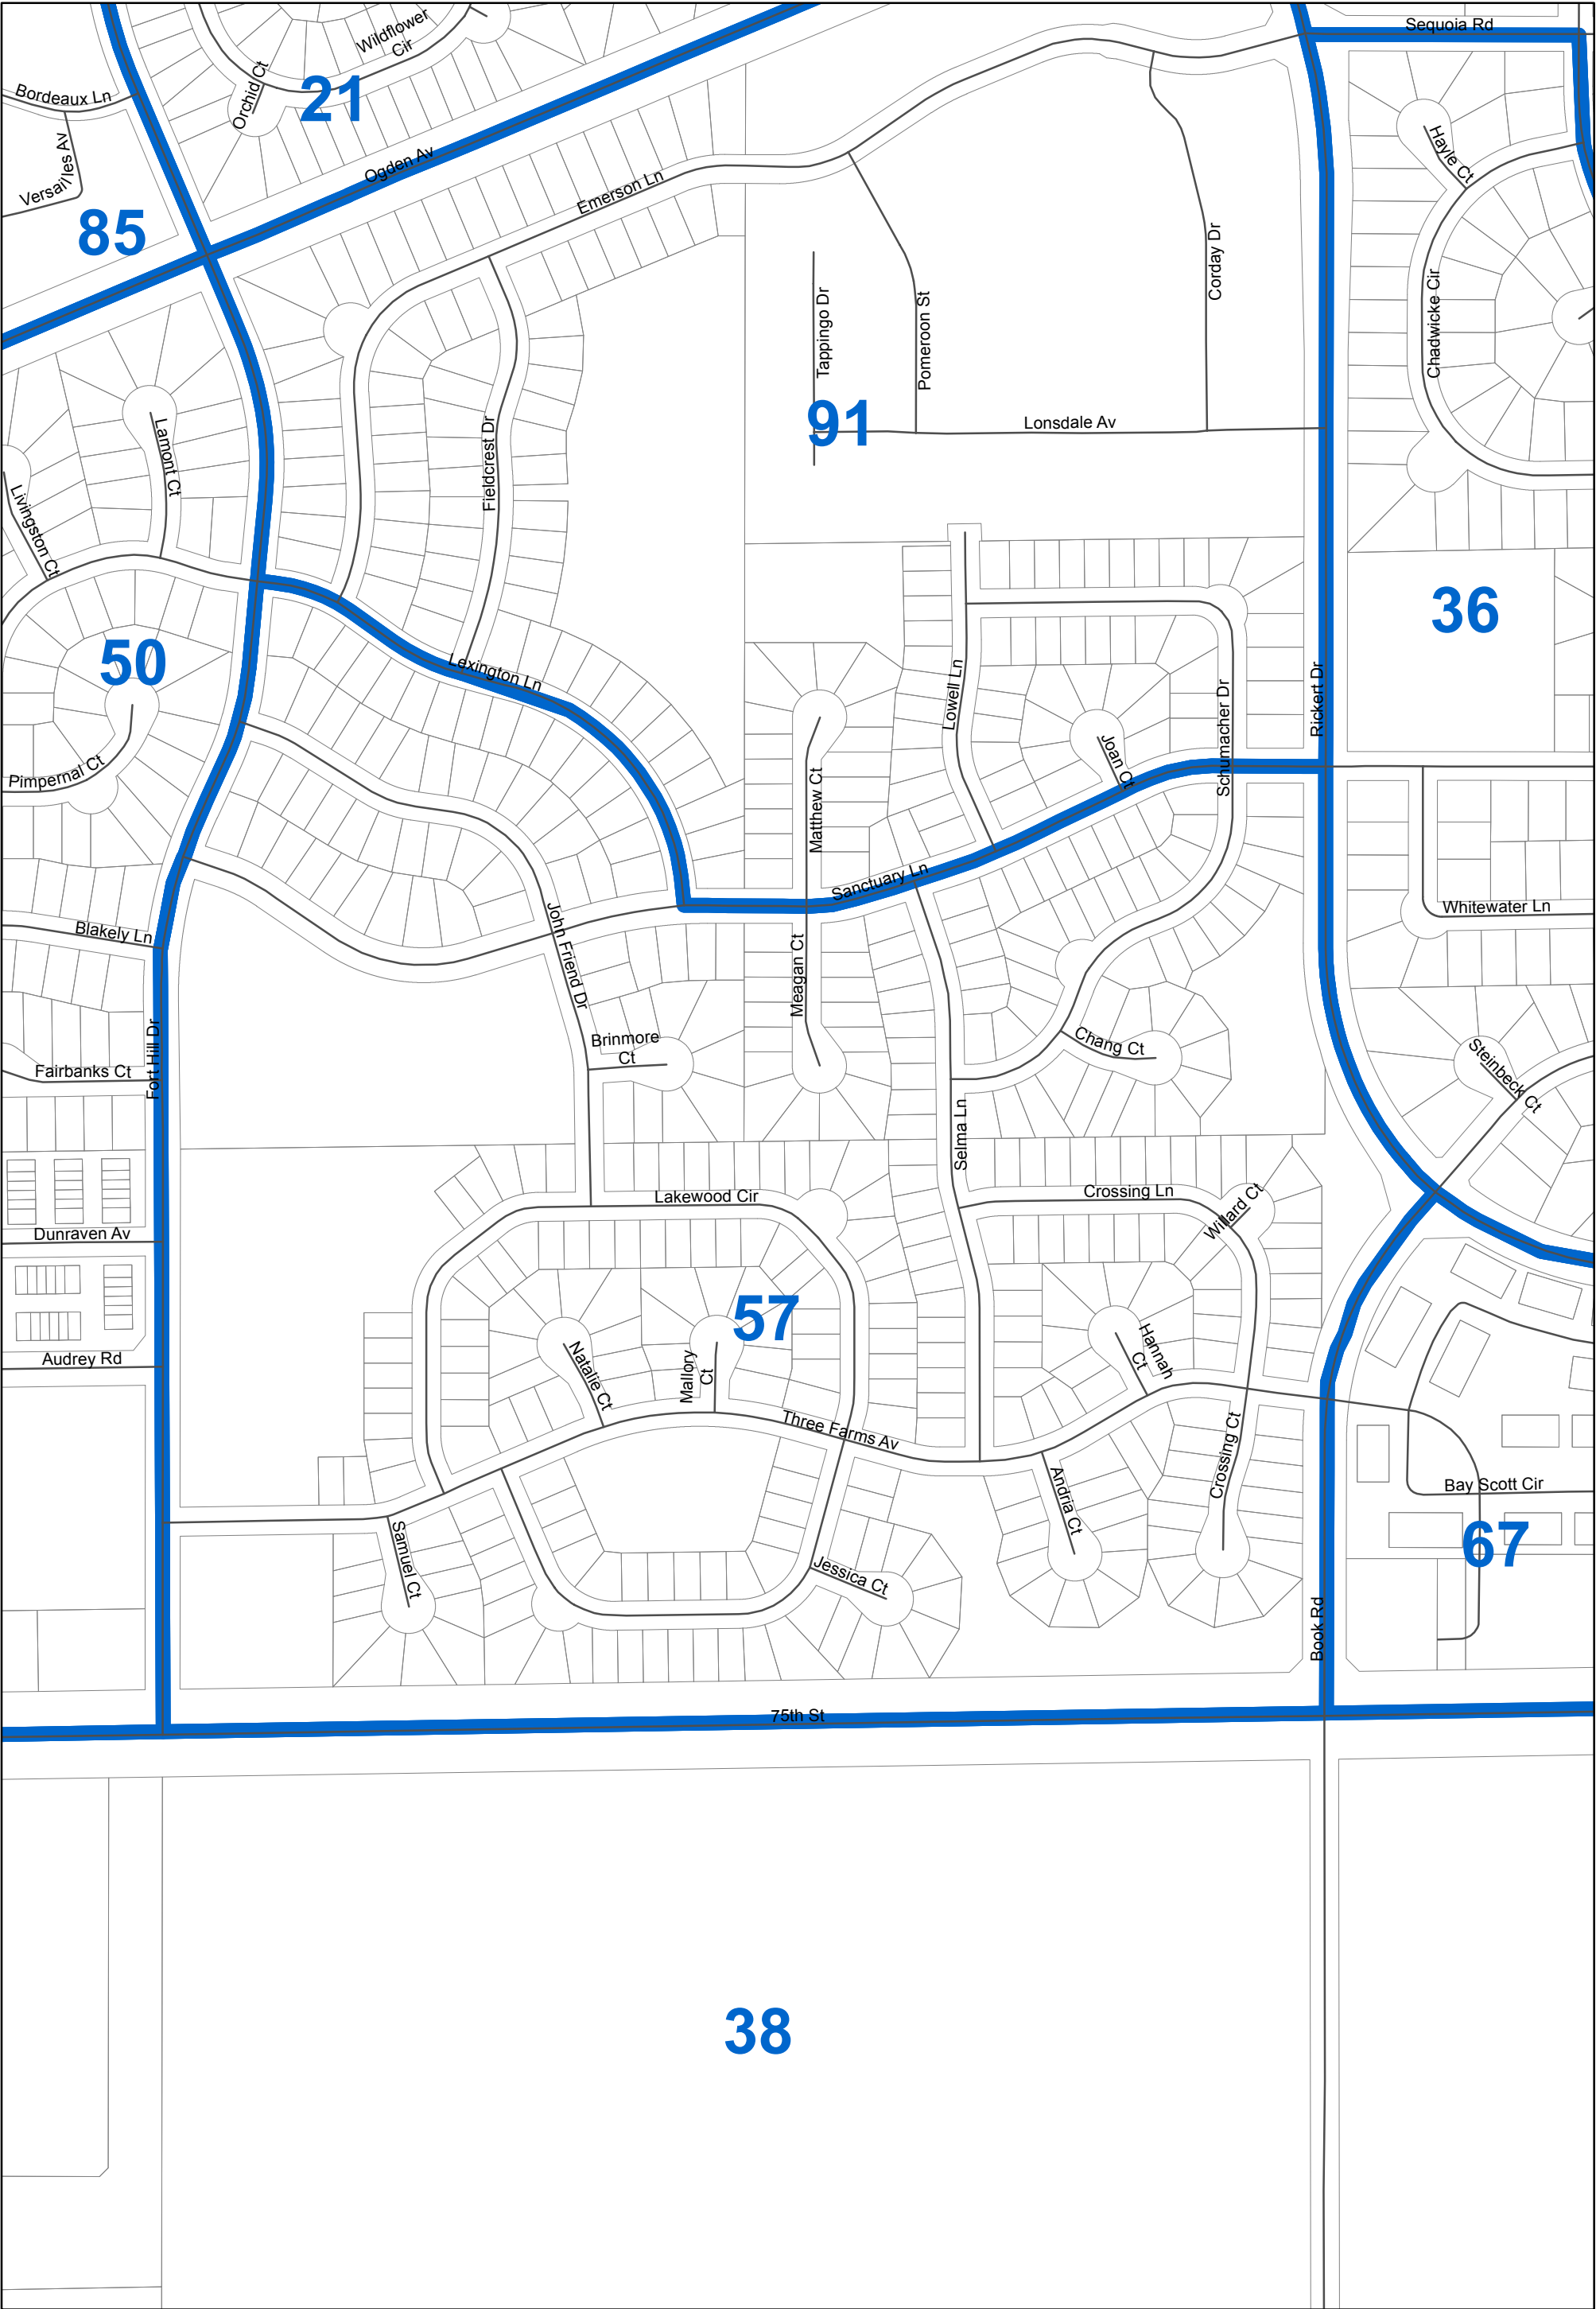 Sequoia Rd
Wildflower
Cir
Orchid Ct
21
Bordeaux Ln
Versailles Av
85
Ogden Av
Emerson Ln
Hayle Ct
Chadwicke Cir
Corday Dr
Tappingo Dr
Pomeroon St
91
Lonsdale Av
Lamont Ct
Fieldcrest Dr
Livingston Ct
36
50
Lexington Ln
Lowell Ln
Schumacher Dr
Rickert Dr
Joan Ct
Pimpernal Ct
Matthew Ct
Sanctuary Ln
Whitewater Ln
Blakely Ln
John Friend Dr
Meagan Ct
Brinmore
Ct
Chang Ct
Fort Hill Dr
Fairbanks Ct
Steinbeck Ct
Selma Ln
Lakewood Cir
Crossing Ln
Willard Ct
Dunraven Av
57
Audrey Rd
Natalie Ct
Mallory
Ct
Hannah
Ct
Three Farms Av
Crossing Ct
Andria Ct
Bay Scott Cir
67
Samuel Ct
Jessica Ct
Book Rd
75th St
38